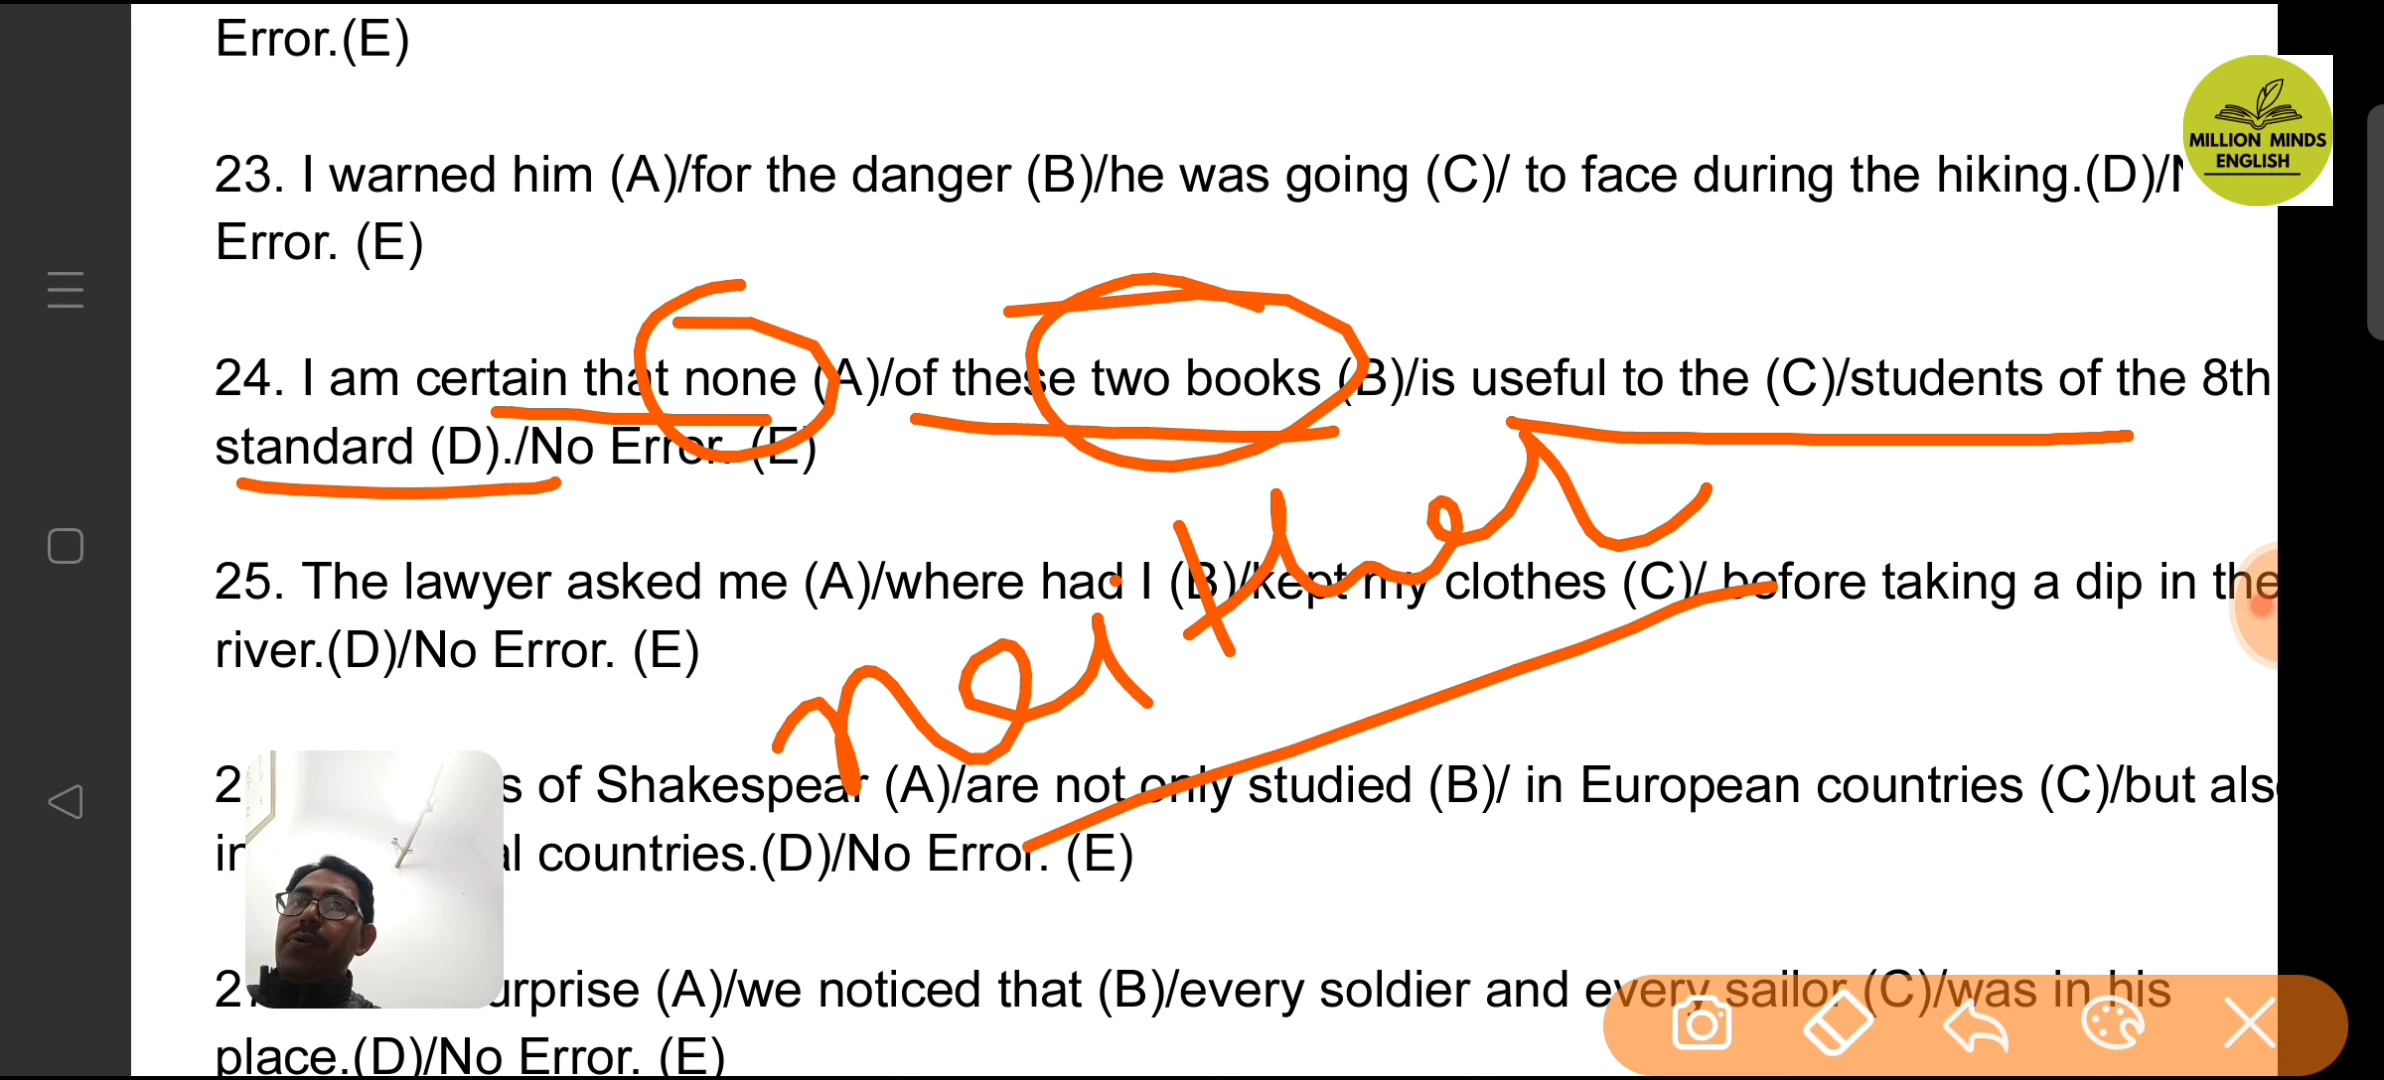 Error.(E)
MILLION MINDS
ENGLISH
23. I warned him (A)/for the danger (B)/he was going (C)/ to face during the hiking.(D)/
Error. (E)
24. I am certain that none (A)/of these two books (B)/is useful to the (C)/students of the 8th
standard (D)./No Error. (E)
neither
25. The lawyer asked me (A)/where had I (B)/kept my clothes (C)/ before taking a dip in the
river.(D)/No Error. (E)
of Shakespear (A)/are not only studied (B)/ in European countries (C)/but als
countries.(D)/No Error. (E)
urprise (A)/we noticed that (B)/every soldier and every sailor (C)/was in his
place.(D)/No Error. (E)